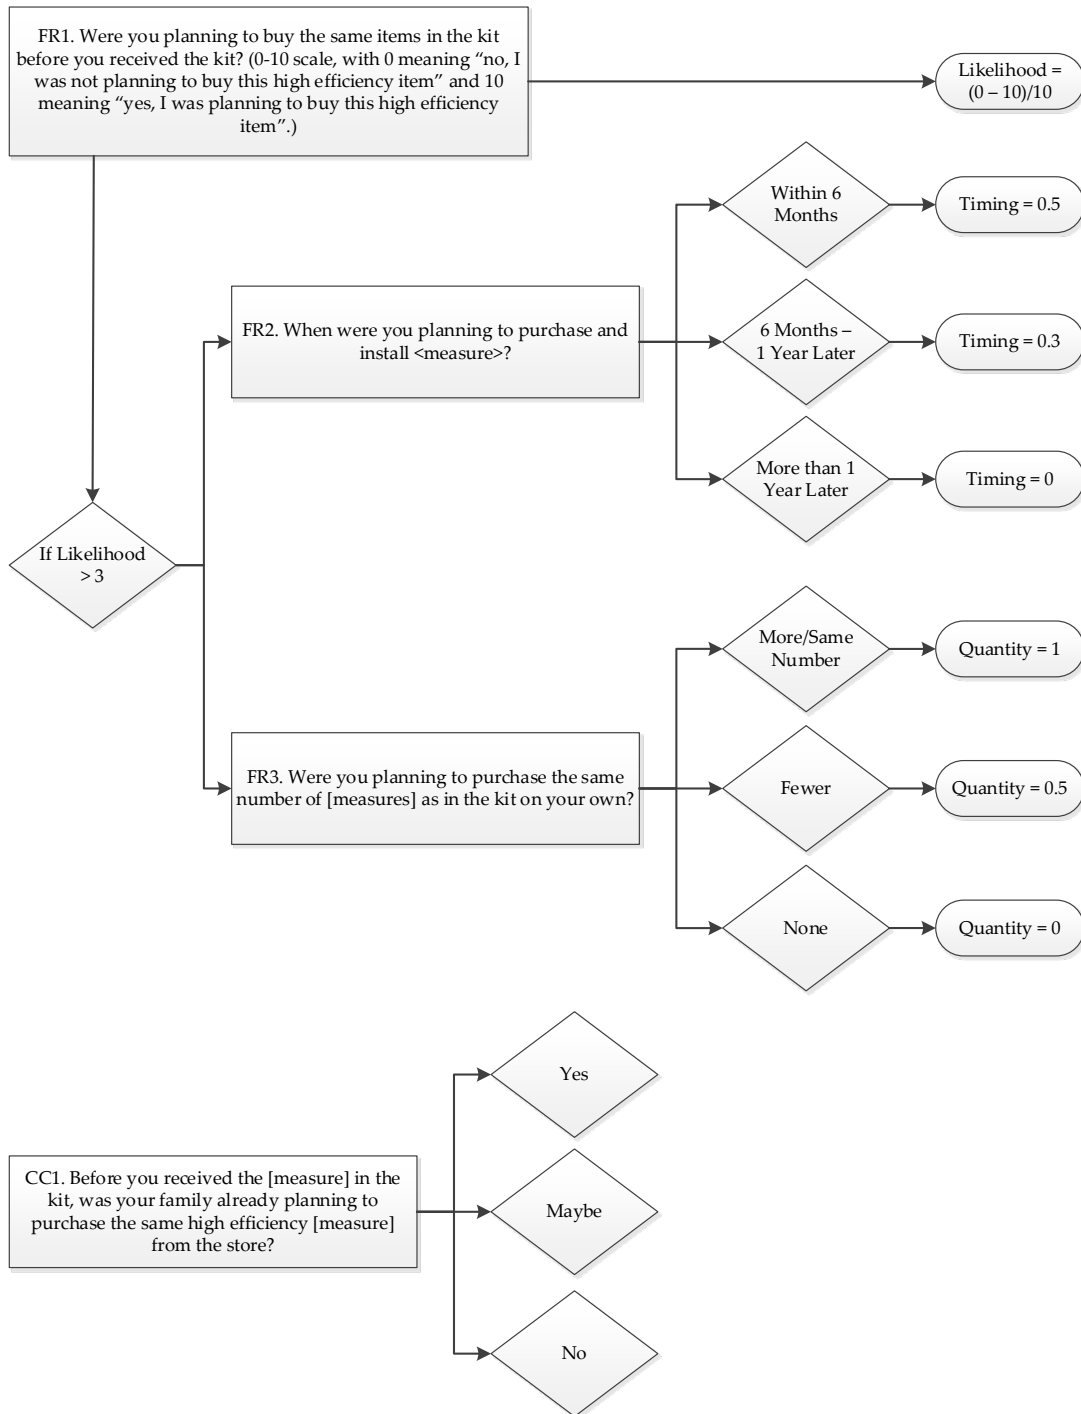 FR1. Were you planning to buy the same items in the kit
before you received the kit? (0-10 scale, with 0 meaning “no, I
was not planning to buy this high efficiency item” and 10
meaning “yes, I was planning to buy this high efficiency
item”.)
Likelihood =
(0 – 10)/10
Within 6
Months
Timing = 0.5
FR2. When were you planning to purchase and
install <measure>?
6 Months –
1 Year Later
Timing = 0.3
More than 1
Year Later
Timing = 0
If Likelihood
> 3
More/Same
Number
Quantity = 1
FR3. Were you planning to purchase the same
number of [measures] as in the kit on your own?
Fewer
Quantity = 0.5
None
Quantity = 0
Yes
CC1. Before you received the [measure] in the
kit, was your family already planning to
purchase the same high efficiency [measure]
from the store?
Maybe
No